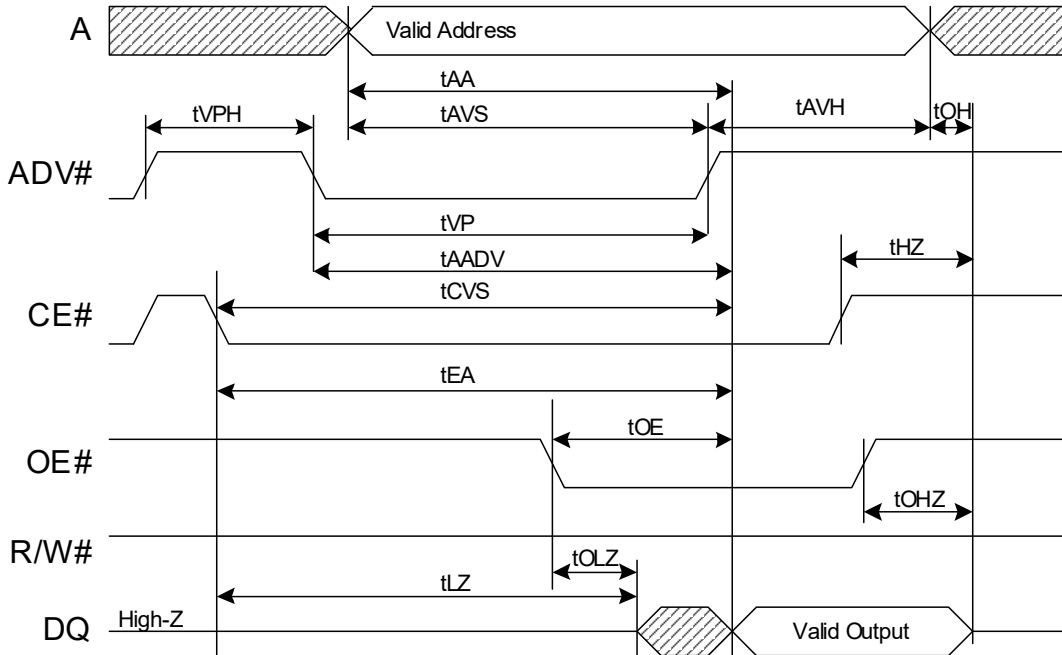 A
Valid Address
tAA
tVPH
tAVS
tAVH
tOH
ADV#
tVP
tAADV
tHZ
tCVS
CE#
tEA
tOE
OE#
tOHZ
R/W#
tOLZ
tLZ
DQ
High-Z
Valid Output